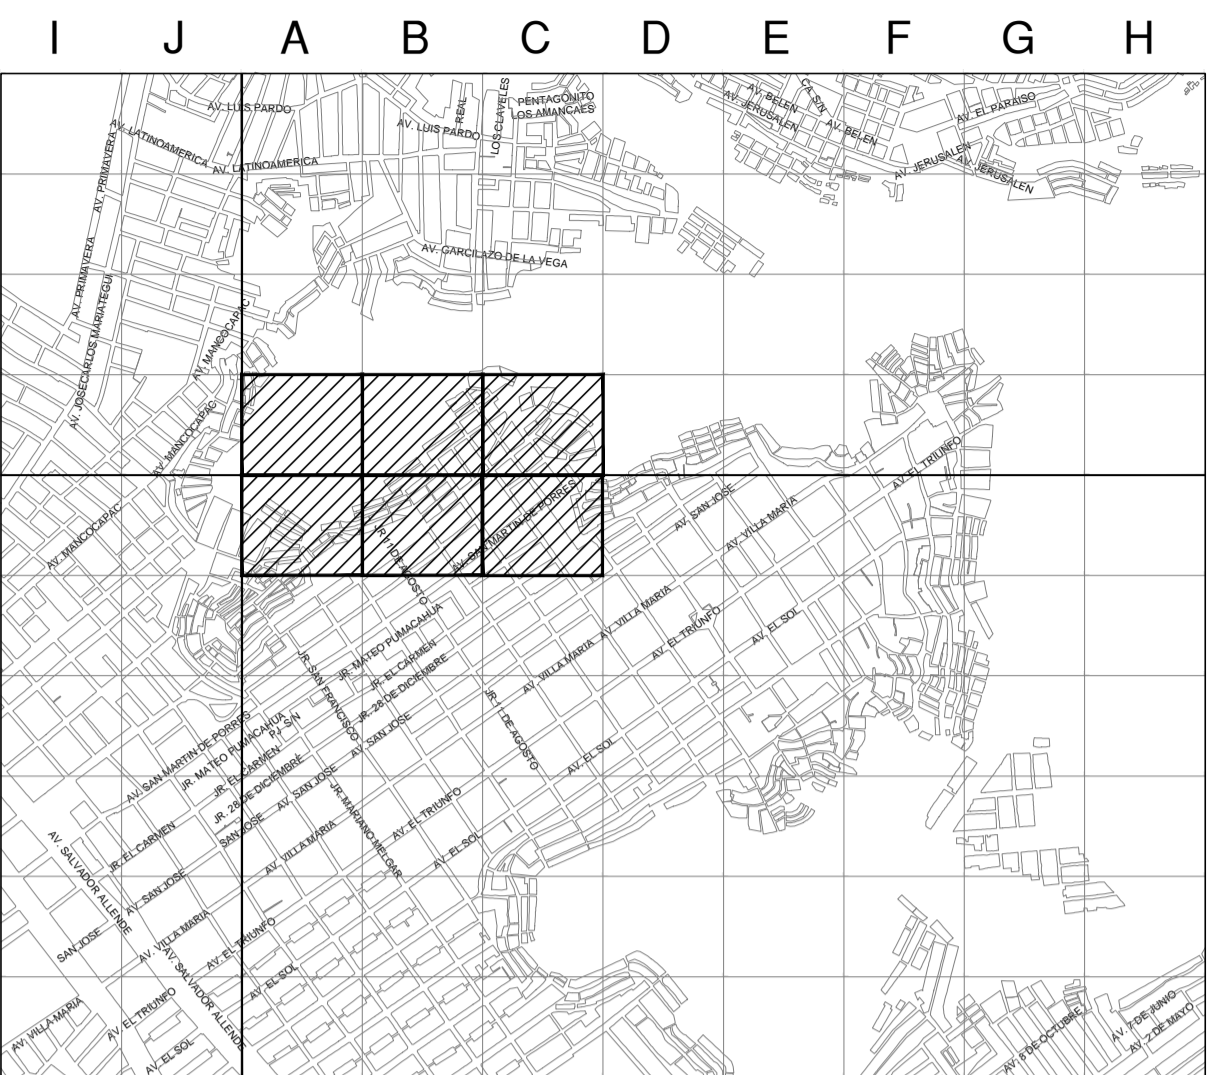 I J A B C D E F G H
AV. LUIS PARDO
REAL
LOS CLAVELES
PENTAGONITO
LOS AMANCAES
AV. BELEN
CA. S/N
AV. JERUSALEN
AV. EL PARAISO
AV. LATINOAMERICA
AV. LUIS PARDO
AV. BELEN
AV. LATINOAMERICA
AV. PRIMAVERA
AV. JERUSALEN
AV. JERUSALEN
AV. GARCILAZO DE LA VEGA
AV. PRIMAVERA
AV. JOSECARLOS MARIATEGUI
AV. MANCOCAPAC
AV. MANCOCAPAC
AV. EL TRIUNFO
AV. MANCOCAPAC
AV. SAN MARTIN DE PORRES
AV. SAN JOSE
AV. VILLA MARIA
JR 11 DE AGOSTO
JR. MATEO PUMACAHUA
AV. VILLA MARIA
AV. EL TRIUNFO
AV. EL SOL
JR. SAN FRANCISCO
JR. EL CARMEN
JR. 28 DE DICIEMBRE
AV. VILLA MARIA
JR. 11 DE AGOSTO
AV. SAN MARTIN DE PORRES
JR. MATEO PUMACAHUA
PJ. S/N
AV. SAN JOSE
AV. EL SOL
JR. EL CARMEN
JR. 28 DE DICIEMBRE
AV. SAN JOSE
JR. MARIANO MELGAR
SAN JOSE
AV. EL TRIUNFO
AV. SALVADOR ALLENDE
JR. EL CARMEN
AV. VILLA MARIA
AV. EL SOL
AV. SAN JOSE
SAN JOSE
AV. VILLA MARIA
AV. EL TRIUNFO
AV. SALVADOR ALLENDE
AV. EL SOL
AV. VILLA MARIA
AV. EL TRIUNFO
AV. EL SOL
AV. 8 DE OCTUBRE
AV. 7 DE JUNIO
AV. 2 DE MAYO